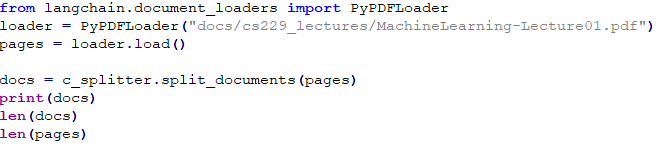 from langchain.document_loaders import PyPDFLoader
loader = PyPDFLoader("docs/cs229_lectures/MachineLearning-Lecture01.pdf")
pages = loader.load()
docs = c_splitter.split_documents(pages)
print(docs)
len(docs)
len(pages)